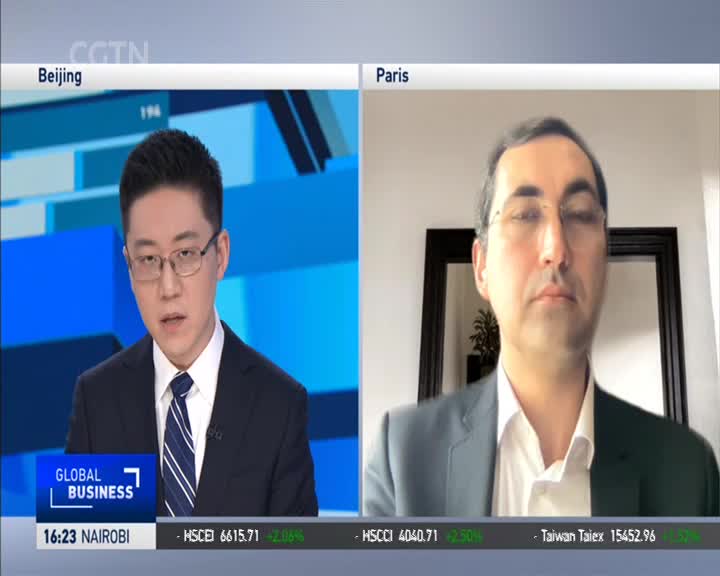 CGTN
Beijing
Paris
194
GLOBAL
BUSINESS
16:23 NAIROBI
- HSCEI 6615.71 +2.06%
- HSCCI 4040.71 +2.50%
- Taiwan Taiex 15452.96 +1.52%